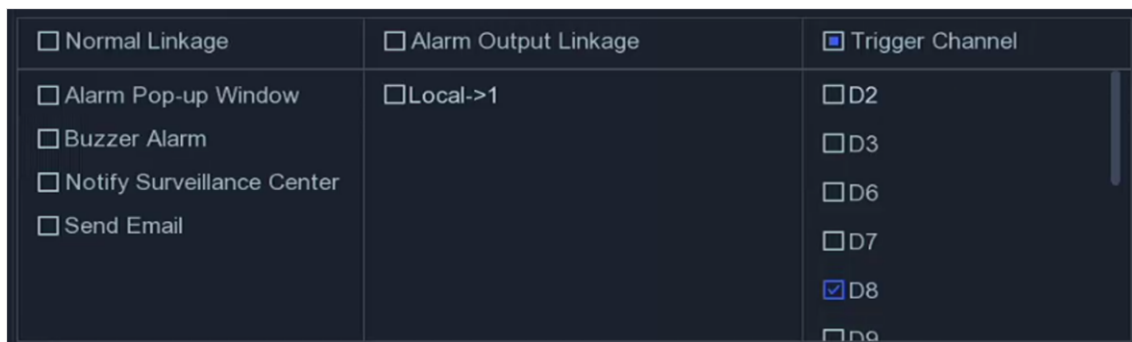 Normal Linkage
Alarm Output Linkage
Trigger Channel
Alarm Pop-up Window
Buzzer Alarm
Notify Surveillance Center
Send Email
Local->1
D2
D3
D6
D7
D8
D9